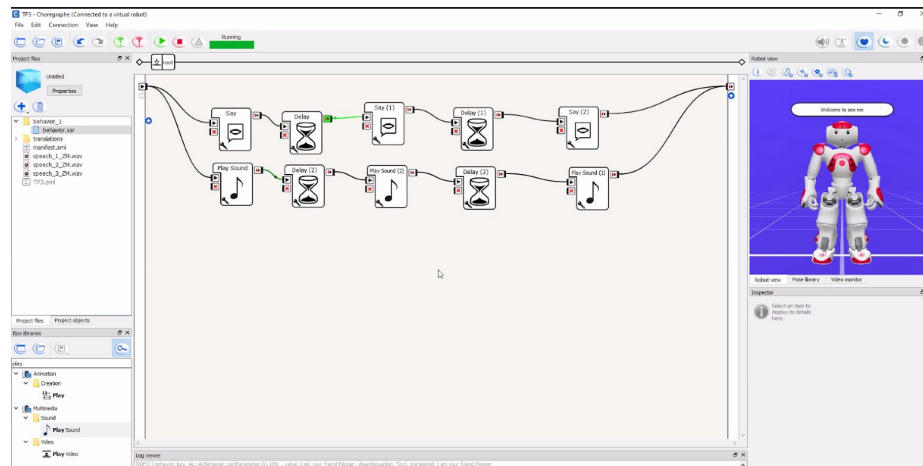 TP3 - Choregraphe (Connected to a virtual robot)
File Edit Connection View Help
Running
Project files
root
Robot view
Untitled
Properties
behavior_1
behavior.xar
translations
manifest.xml
speech_1_ZM.wav
speech_2_ZM.wav
speech_3_ZM.wav
TP3.pml
Say
Delay
Say (1)
Delay (1)
Say (2)
Play Sound
Delay (2)
Play Sound (2)
Delay (3)
Play Sound (1)
Welcome to see me
Robot view Pose library Video monitor
Inspector
Select an item to
display its details
here.
Project files Project objects
Box libraries
play
Animation
Creation
Play
Multimedia
Sound
Play Sound
Video
Play Video
Log viewer